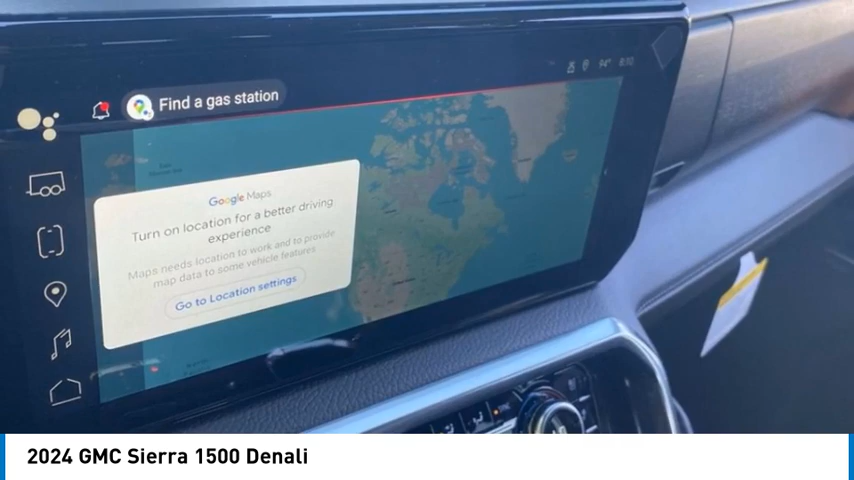 Find a gas station
94°
Google Maps
Turn on location for a better driving
experience
Maps needs location to work and to provide
map data to some vehicle features
Go to Location settings
2024 GMC Sierra 1500 Denali